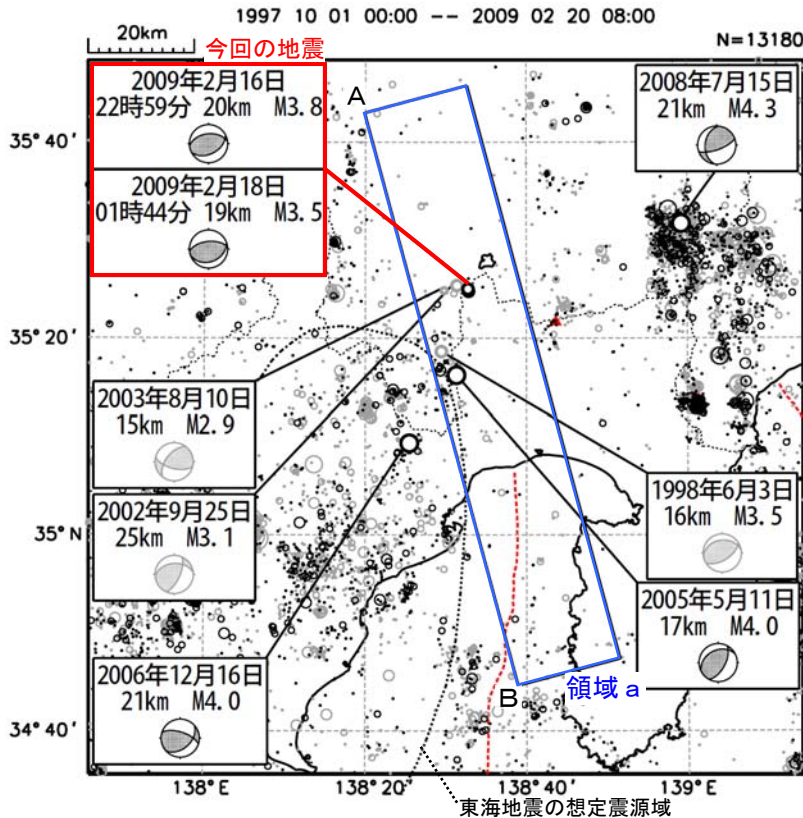 1997 10 01 00:00 -- 2009 02 20 08:00
20km
N=13180
今回の地震
2009年2月16日
22時59分 20km M3.8
2009年2月18日
01時44分 19km M3.5
A
2008年7月15日
21km M4.3
35°40′
35°20′
35°N
34°40′
2003年8月10日
15km M2.9
2002年9月25日
25km M3.1
2006年12月16日
21km M4.0
1998年6月3日
16km M3.5
2005年5月11日
17km M4.0
B
領域a
138°E
138°20′
138°40′
139°E
東海地震の想定震源域